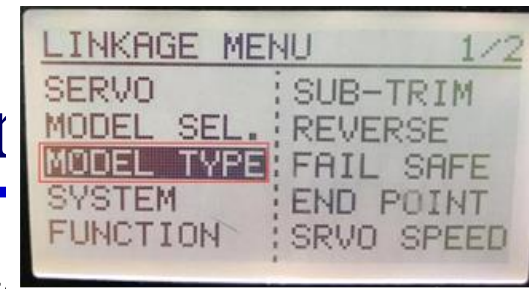 LINKAGE MENU 1/2
SERVO
MODEL SEL.
MODEL TYPE
SYSTEM
FUNCTION
SUB-TRIM
REVERSE
FAIL SAFE
END POINT
SRVO SPEED